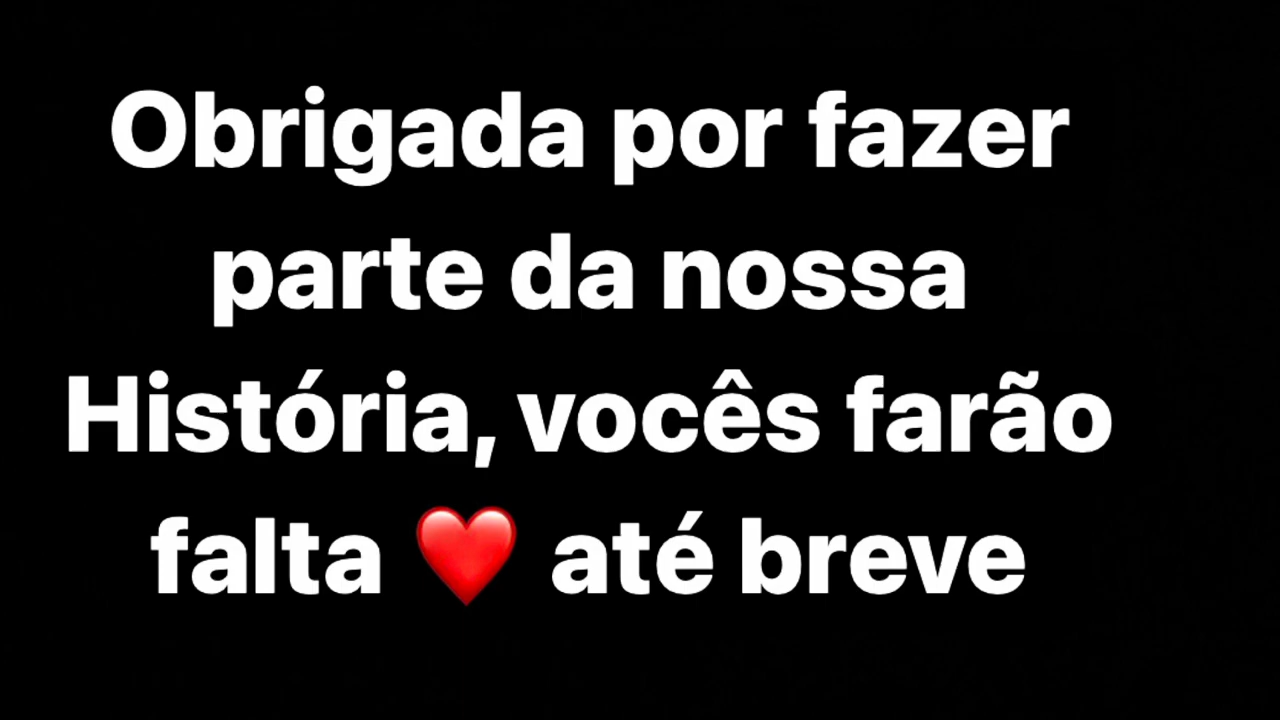 Obrigada por fazer
parte da nossa
História, vocês farão
falta ❤️ até breve